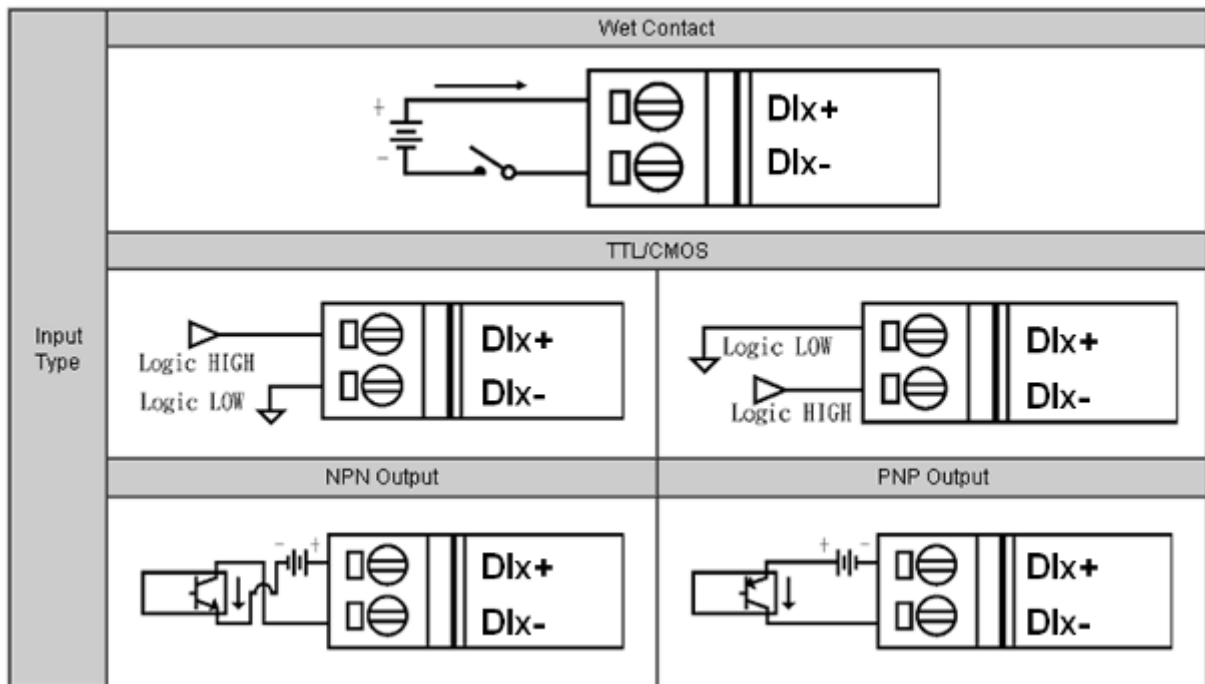 Wet Contact
+
-
DIx+
DIx-
TTL/CMOS
Input
Type
Logic HIGH
Logic LOW
DIx+
DIx-
Logic LOW
Logic HIGH
DIx+
DIx-
NPN Output
PNP Output
- +
DIx+
DIx-
+ -
DIx+
DIx-